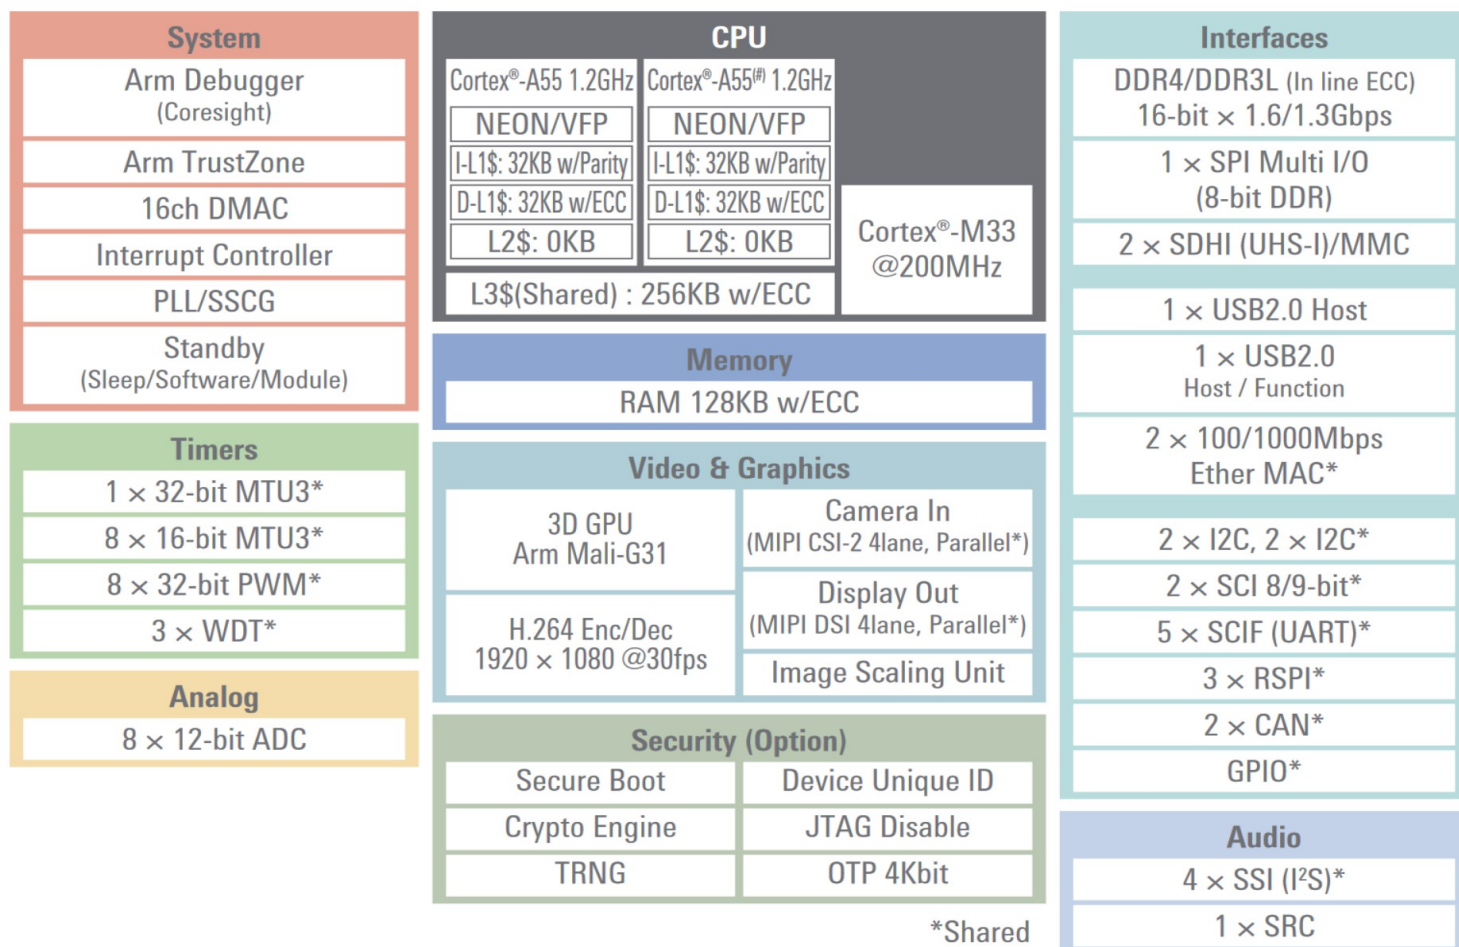 System
Arm Debugger
(Coresight)
Arm TrustZone
16ch DMAC
Interrupt Controller
PLL/SSCG
Standby
(Sleep/Software/Module)
Timers
1 × 32-bit MTU3*
8 × 16-bit MTU3*
8 × 32-bit PWM*
3 × WDT*
Analog
8 × 12-bit ADC
CPU
Cortex®-A55 1.2GHz
NEON/VFP
I-L1$: 32KB w/Parity
D-L1$: 32KB w/ECC
L2$: 0KB
Cortex®-A55(#) 1.2GHz
NEON/VFP
I-L1$: 32KB w/Parity
D-L1$: 32KB w/ECC
L2$: 0KB
L3$(Shared) : 256KB w/ECC
Cortex®-M33
@200MHz
Memory
RAM 128KB w/ECC
Video & Graphics
3D GPU
Arm Mali-G31
H.264 Enc/Dec
1920 × 1080 @30fps
Camera In
(MIPI CSI-2 4lane, Parallel*)
Display Out
(MIPI DSI 4lane, Parallel*)
Image Scaling Unit
Security (Option)
Secure Boot
Device Unique ID
Crypto Engine
JTAG Disable
TRNG
OTP 4Kbit
*Shared
Interfaces
DDR4/DDR3L (In line ECC)
16-bit × 1.6/1.3Gbps
1 × SPI Multi I/O
(8-bit DDR)
2 × SDHI (UHS-I)/MMC
1 × USB2.0 Host
1 × USB2.0
Host / Function
2 × 100/1000Mbps
Ether MAC*
2 × I2C, 2 × I2C*
2 × SCI 8/9-bit*
5 × SCIF (UART)*
3 × RSPI*
2 × CAN*
GPIO*
Audio
4 × SSI (I²S)*
1 × SRC